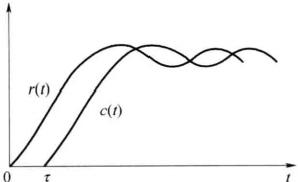 r(t)
c(t)
0 τ t